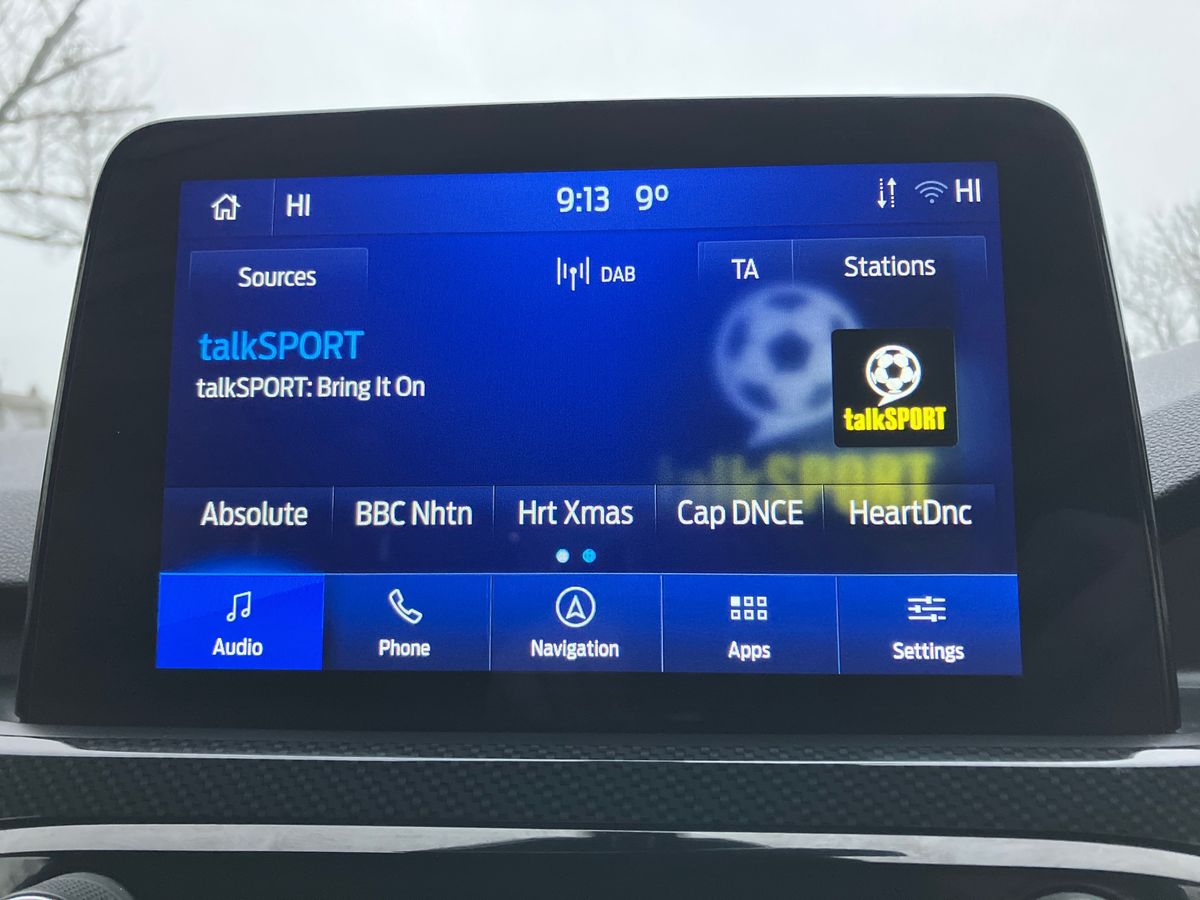 HI 9:13 9º HI
Sources DAB TA Stations
talkSPORT
talkSPORT: Bring It On
talkSPORT
talkSPORT
Absolute BBC Nhtn Hrt Xmas Cap DNCE HeartDnc
Audio Phone Navigation Apps Settings